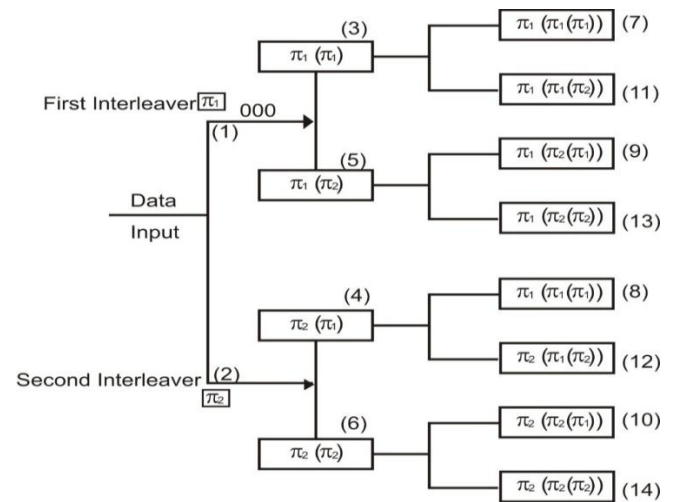 (3)
π₁ (π₁)
π₁ (π₁(π₁)) (7)
π₁ (π₁(π₂)) (11)
First Interleaver π₁ 000
(1)
(5)
π₁ (π₂)
π₁ (π₂(π₁)) (9)
π₁ (π₂(π₂)) (13)
Data
Input
(4)
π₂ (π₁)
π₁ (π₁(π₁)) (8)
π₂ (π₁(π₂)) (12)
Second Interleaver (2)
π₂
(6)
π₂ (π₂)
π₂ (π₂(π₁)) (10)
π₂ (π₂(π₂)) (14)